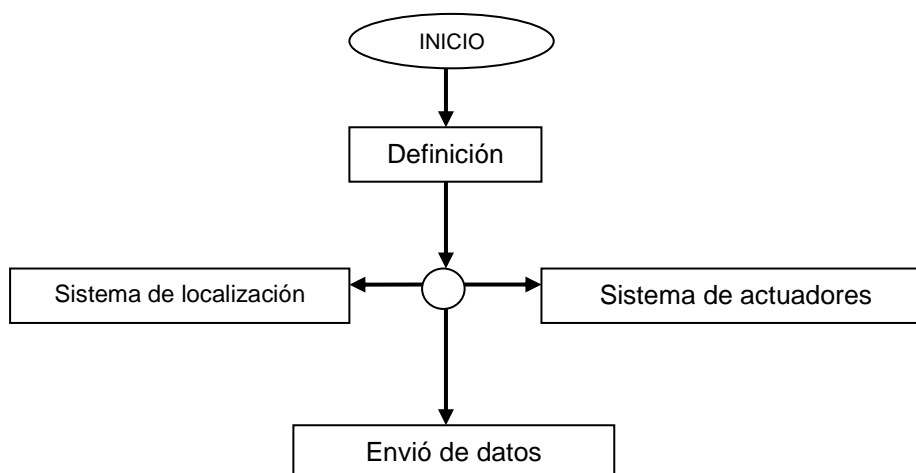 INICIO
Definición
Sistema de localización
Sistema de actuadores
Envió de datos